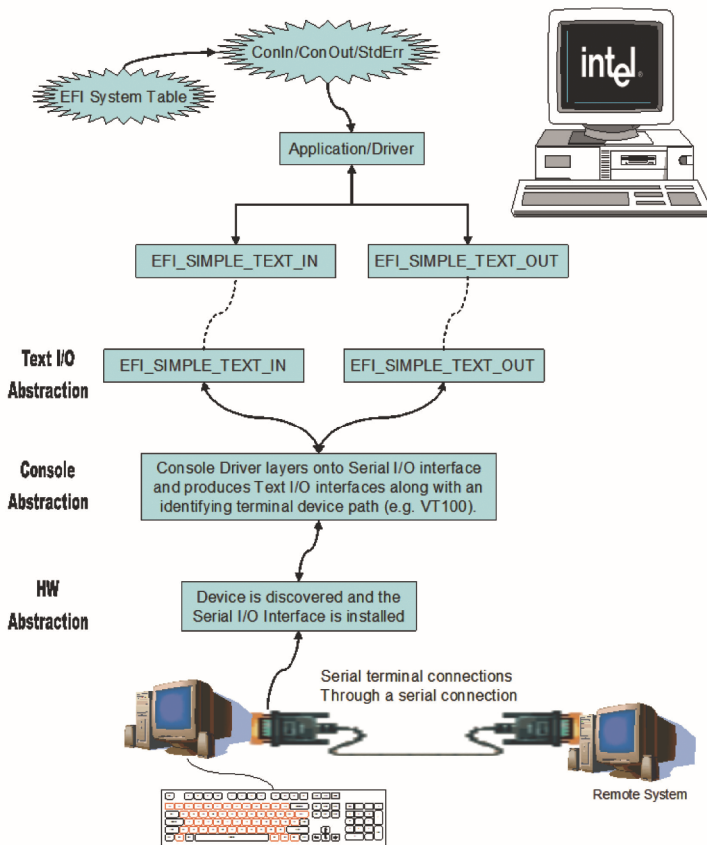 ConIn/ConOut/StdErr
EFI System Table
intel.
Application/Driver
EFI_SIMPLE_TEXT_IN
EFI_SIMPLE_TEXT_OUT
Text I/O
Abstraction
EFI_SIMPLE_TEXT_IN
EFI_SIMPLE_TEXT_OUT
Console
Abstraction
Console Driver layers onto Serial I/O interface
and produces Text I/O interfaces along with an
identifying terminal device path (e.g. VT100).
HW
Abstraction
Device is discovered and the
Serial I/O Interface is installed
Serial terminal connections
Through a serial connection
Remote System